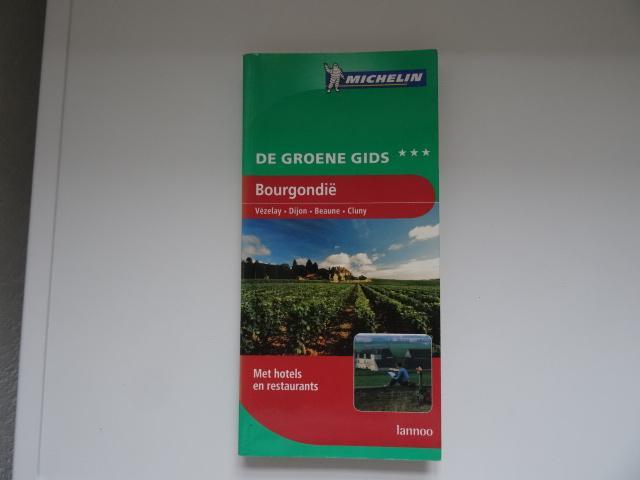 MICHELIN
DE GROENE GIDS ★★★
Bourgondië
Vézelay • Dijon • Beaune • Cluny
Met hotels
en restaurants
lannoo